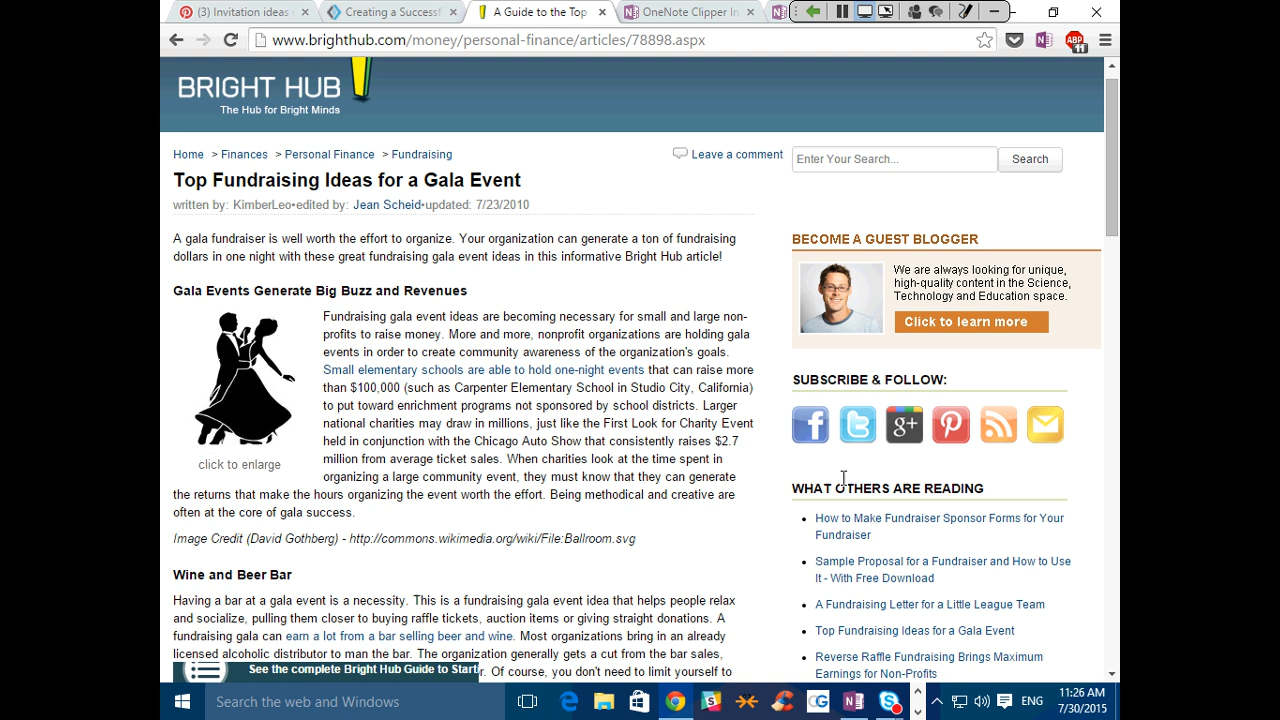 (3) Invitation ideas
Creating a Successf
A Guide to the Top
OneNote Clipper In
www.brighthub.com/money/personal-finance/articles/78898.aspx
ABP
11
BRIGHT HUB
The Hub for Bright Minds
Home > Finances > Personal Finance > Fundraising
Leave a comment
Enter Your Search...
Search
Top Fundraising Ideas for a Gala Event
written by: KimberLeo•edited by: Jean Scheid•updated: 7/23/2010
A gala fundraiser is well worth the effort to organize. Your organization can generate a ton of fundraising
dollars in one night with these great fundraising gala event ideas in this informative Bright Hub article!
Gala Events Generate Big Buzz and Revenues
click to enlarge
Fundraising gala event ideas are becoming necessary for small and large non-
profits to raise money. More and more, nonprofit organizations are holding gala
events in order to create community awareness of the organization's goals.
Small elementary schools are able to hold one-night events that can raise more
than $100,000 (such as Carpenter Elementary School in Studio City, California)
to put toward enrichment programs not sponsored by school districts. Larger
national charities may draw in millions, just like the First Look for Charity Event
held in conjunction with the Chicago Auto Show that consistently raises $2.7
million from average ticket sales. When charities look at the time spent in
organizing a large community event, they must know that they can generate
the returns that make the hours organizing the event worth the effort. Being methodical and creative are
often at the core of gala success.
Image Credit (David Gothberg) - http://commons.wikimedia.org/wiki/File:Ballroom.svg
Wine and Beer Bar
Having a bar at a gala event is a necessity. This is a fundraising gala event idea that helps people relax
and socialize, pulling them closer to buying raffle tickets, auction items or giving straight donations. A
fundraising gala can earn a lot from a bar selling beer and wine. Most organizations bring in an already
licensed alcoholic distributor to man the bar. The organization generally gets a cut from the bar sales,
See the complete Bright Hub Guide to Starti
r. Of course, you don't need to limit yourself to
BECOME A GUEST BLOGGER
We are always looking for unique,
high-quality content in the Science,
Technology and Education space.
Click to learn more
SUBSCRIBE & FOLLOW:
WHAT OTHERS ARE READING
How to Make Fundraiser Sponsor Forms for Your
Fundraiser
Sample Proposal for a Fundraiser and How to Use
It - With Free Download
A Fundraising Letter for a Little League Team
Top Fundraising Ideas for a Gala Event
Reverse Raffle Fundraising Brings Maximum
Earnings for Non-Profits
Search the web and Windows
CG
ENG
11:26 AM
7/30/2015